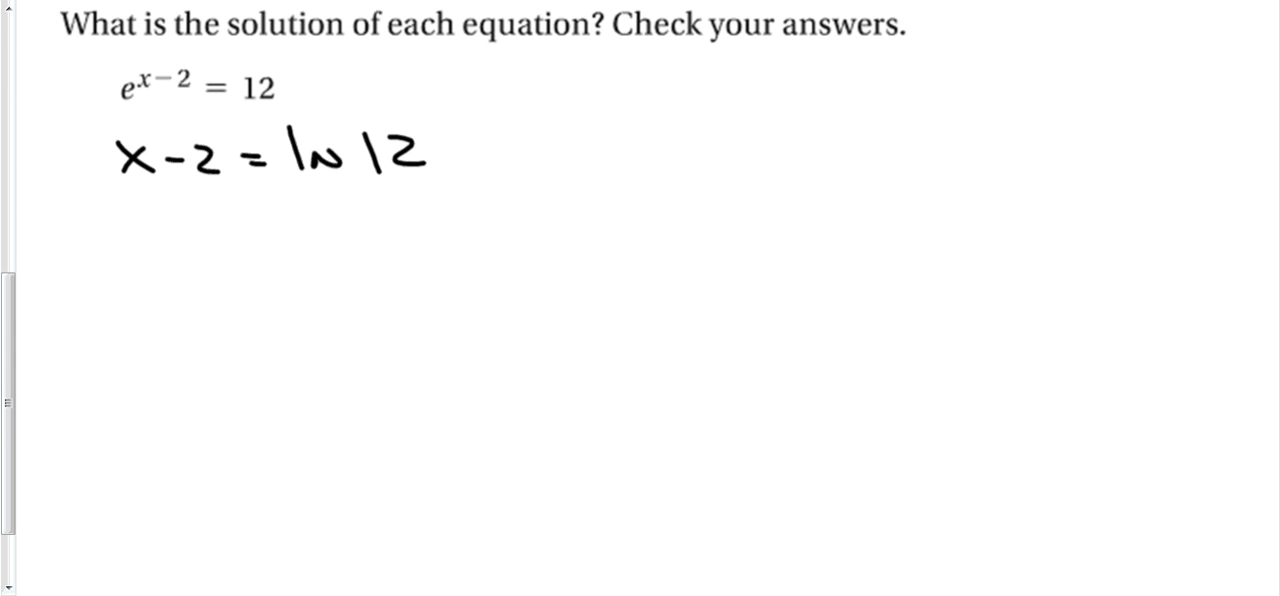 What is the solution of each equation? Check your answers.
e^{x-2} = 12
x-2 = ln 12